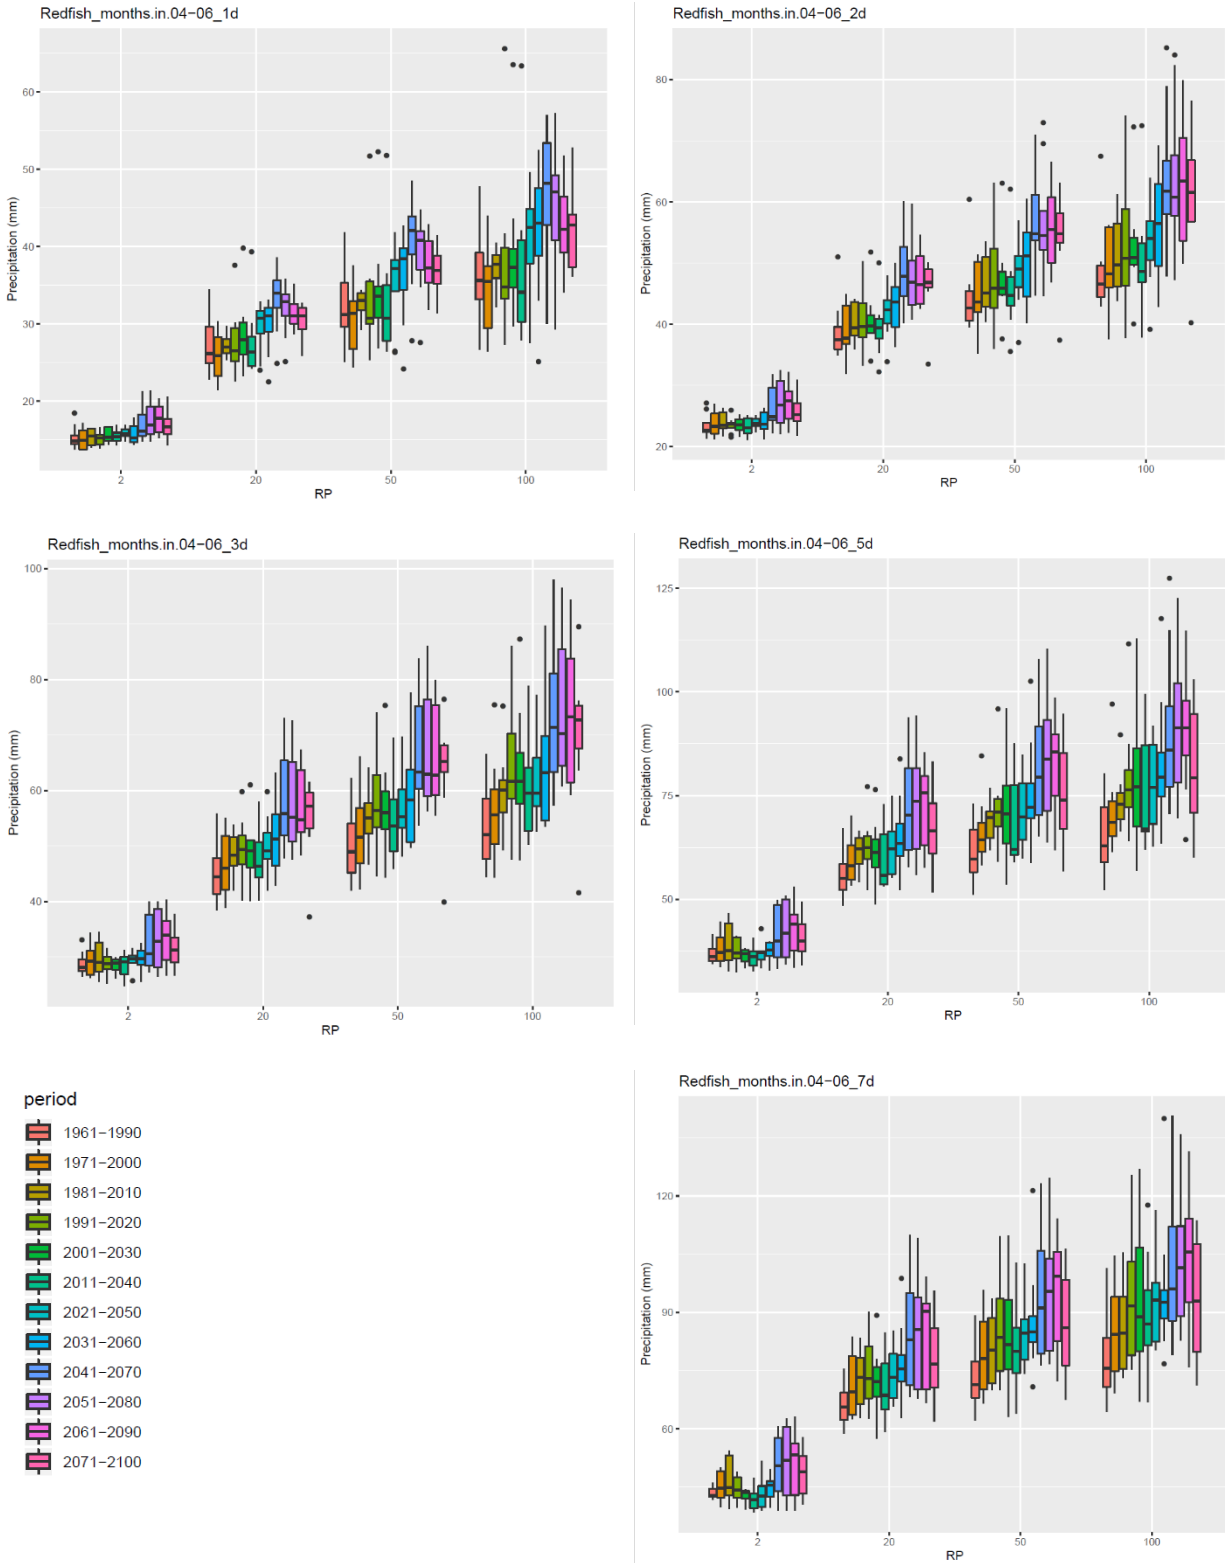 Redfish_months.in.04−06_1d
Precipitation (mm)
60
50
40
30
20
2 20 50 100
RP
Redfish_months.in.04−06_2d
Precipitation (mm)
80
60
40
20
2 20 50 100
RP
Redfish_months.in.04−06_3d
Precipitation (mm)
100
80
60
40
2 20 50 100
RP
Redfish_months.in.04−06_5d
Precipitation (mm)
125
100
75
50
2 20 50 100
RP
period
1961−1990
1971−2000
1981−2010
1991−2020
2001−2030
2011−2040
2021−2050
2031−2060
2041−2070
2051−2080
2061−2090
2071−2100
Redfish_months.in.04−06_7d
Precipitation (mm)
120
90
60
2 20 50 100
RP